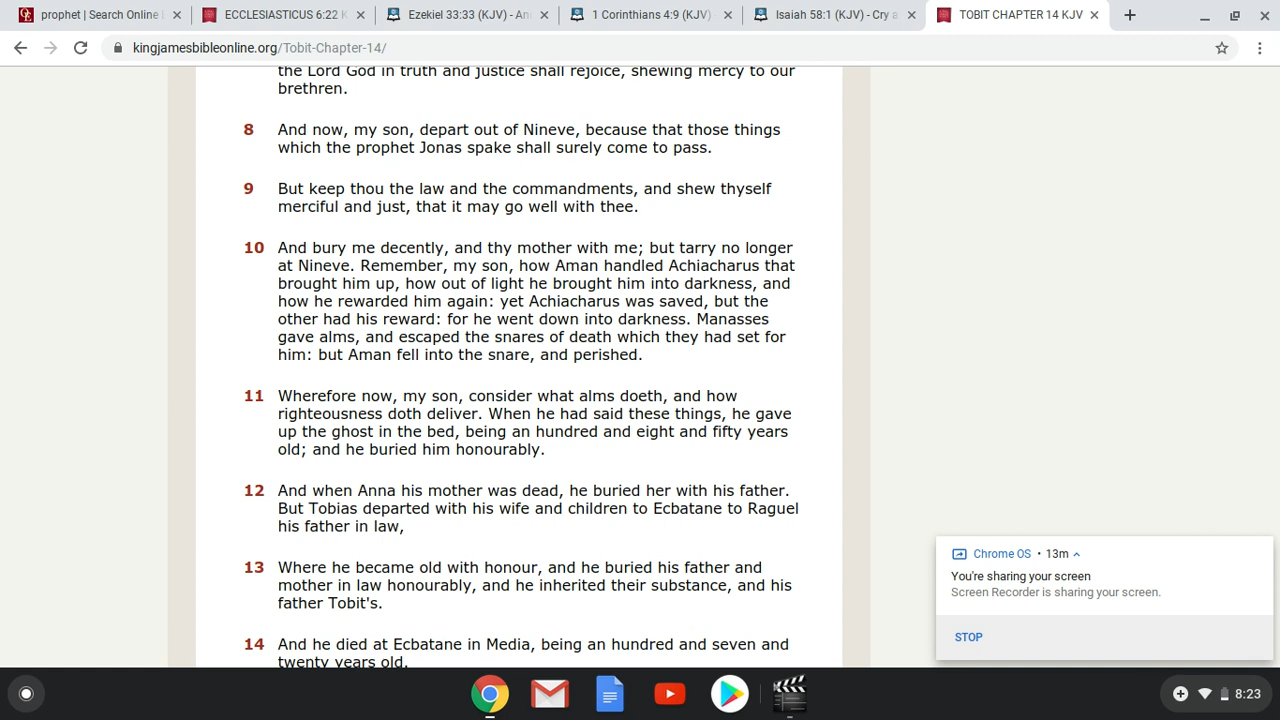 prophet | Search Online
ECCLESIASTICUS 6:22 K
Ezekiel 33:33 (KJV)
1 Corinthians 4:9 (KJV)
Isaiah 58:1 (KJV) - Cry a
TOBIT CHAPTER 14 KJV
kingjamesbibleonline.org/Tobit-Chapter-14/
the Lord God in truth and justice shall rejoice, shewing mercy to our
brethren.
8 And now, my son, depart out of Nineve, because that those things
which the prophet Jonas spake shall surely come to pass.
9 But keep thou the law and the commandments, and shew thyself
merciful and just, that it may go well with thee.
10 And bury me decently, and thy mother with me; but tarry no longer
at Nineve. Remember, my son, how Aman handled Achiacharus that
brought him up, how out of light he brought him into darkness, and
how he rewarded him again: yet Achiacharus was saved, but the
other had his reward: for he went down into darkness. Manasses
gave alms, and escaped the snares of death which they had set for
him: but Aman fell into the snare, and perished.
11 Wherefore now, my son, consider what alms doeth, and how
righteousness doth deliver. When he had said these things, he gave
up the ghost in the bed, being an hundred and eight and fifty years
old; and he buried him honourably.
12 And when Anna his mother was dead, he buried her with his father.
But Tobias departed with his wife and children to Ecbatane to Raguel
his father in law,
13 Where he became old with honour, and he buried his father and
mother in law honourably, and he inherited their substance, and his
father Tobit's.
14 And he died at Ecbatane in Media, being an hundred and seven and
twenty years old.
Chrome OS • 13m
You're sharing your screen
Screen Recorder is sharing your screen.
STOP
8:23